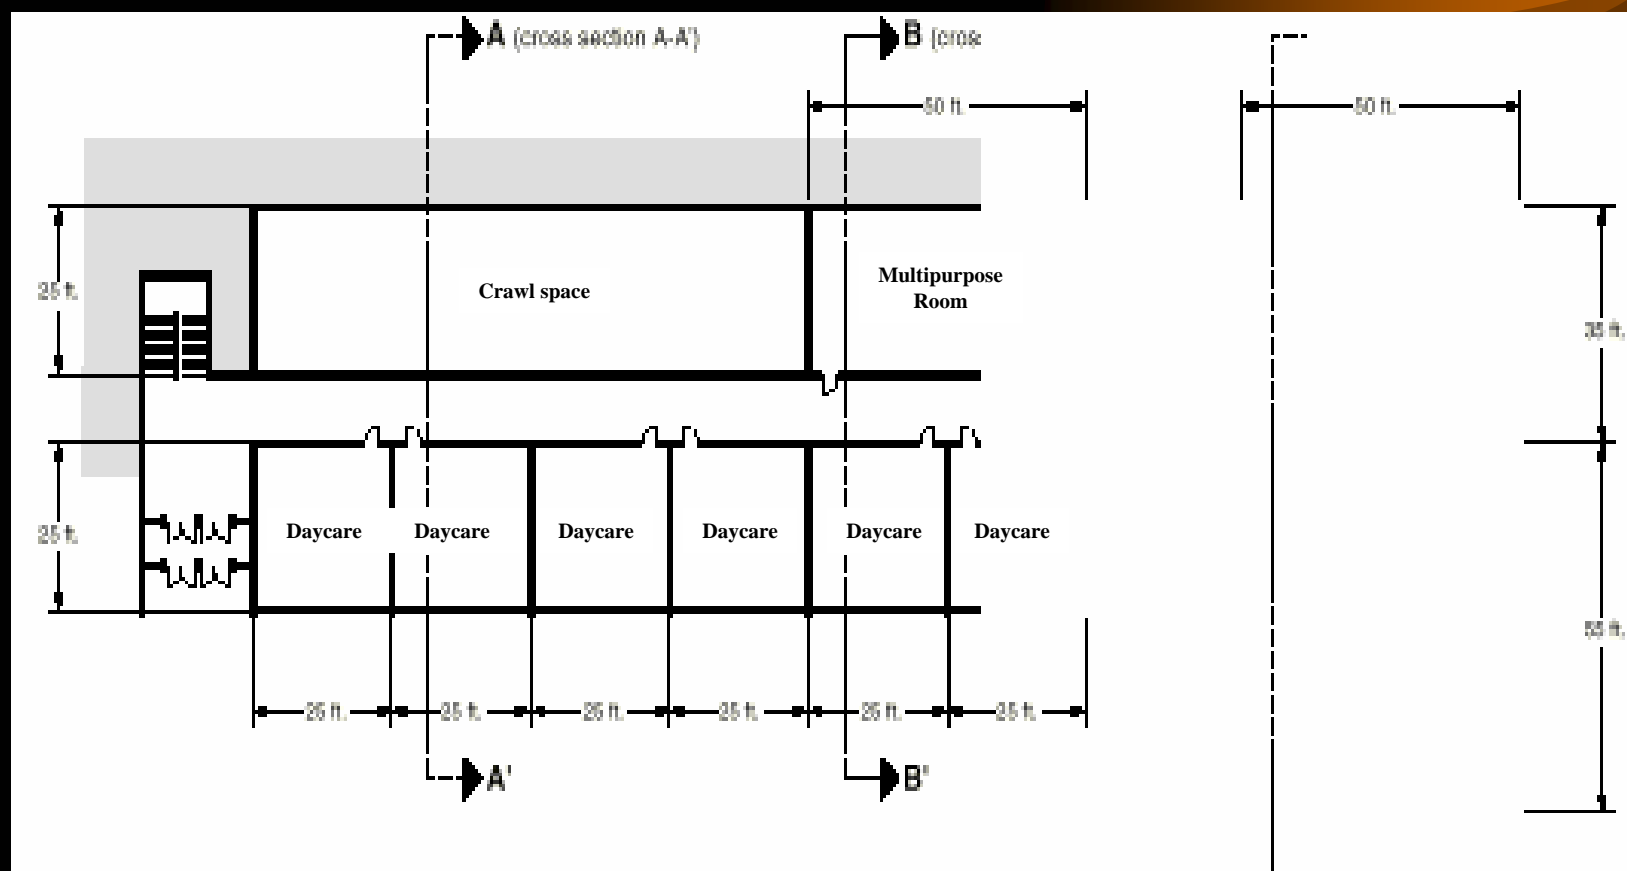 A (cross section A-A')
B (cros
50 ft.
50 ft.
25 ft.
Crawl space
Multipurpose
Room
35 ft.
25 ft.
Daycare
Daycare
Daycare
Daycare
Daycare
Daycare
55 ft.
25 ft.
25 ft.
25 ft.
25 ft.
25 ft.
25 ft.
A'
B'